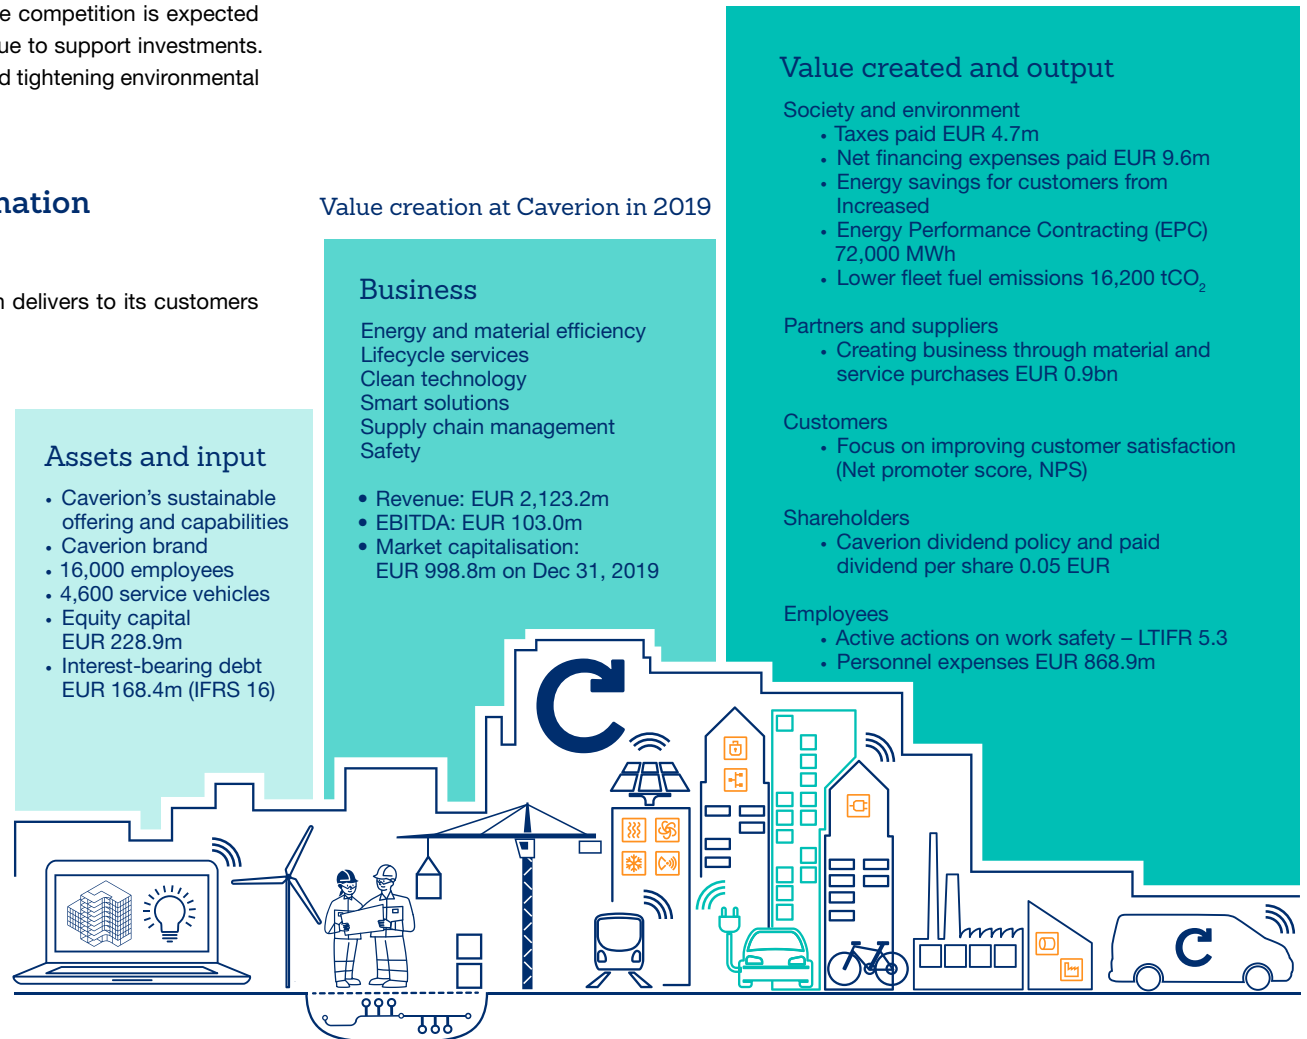 e competition is expected
ue to support investments.
d tightening environmental
nation
n delivers to its customers
Value creation at Caverion in 2019
Assets and input
• Caverion's sustainable
offering and capabilities
• Caverion brand
• 16,000 employees
• 4,600 service vehicles
• Equity capital
EUR 228.9m
• Interest-bearing debt
EUR 168.4m (IFRS 16)
Business
Energy and material efficiency
Lifecycle services
Clean technology
Smart solutions
Supply chain management
Safety
• Revenue: EUR 2,123.2m
• EBITDA: EUR 103.0m
• Market capitalisation:
EUR 998.8m on Dec 31, 2019
Value created and output
Society and environment
• Taxes paid EUR 4.7m
• Net financing expenses paid EUR 9.6m
• Energy savings for customers from
Increased
• Energy Performance Contracting (EPC)
72,000 MWh
• Lower fleet fuel emissions 16,200 tCO₂
Partners and suppliers
• Creating business through material and
service purchases EUR 0.9bn
Customers
• Focus on improving customer satisfaction
(Net promoter score, NPS)
Shareholders
• Caverion dividend policy and paid
dividend per share 0.05 EUR
Employees
• Active actions on work safety – LTIFR 5.3
• Personnel expenses EUR 868.9m